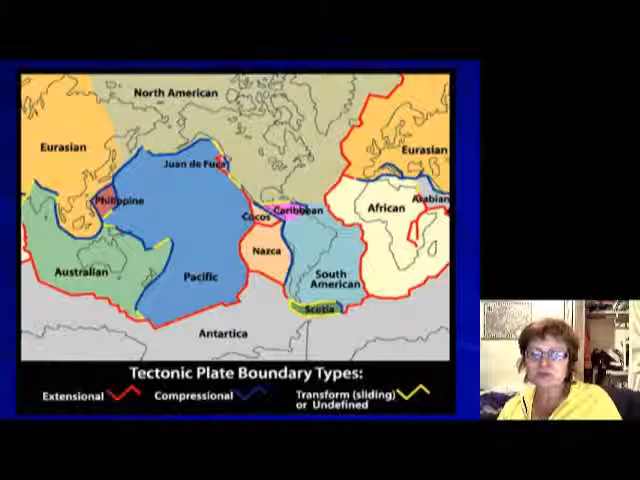 North American
Eurasian
Eurasian
Juan de Fuca
Philippine
Arabian
Caribbean
African
Cocos
Nazca
Australian
Pacific
South
American
Scotia
Antartica
Tectonic Plate Boundary Types:
Extensional
Compressional
Transform (sliding)
or Undefined